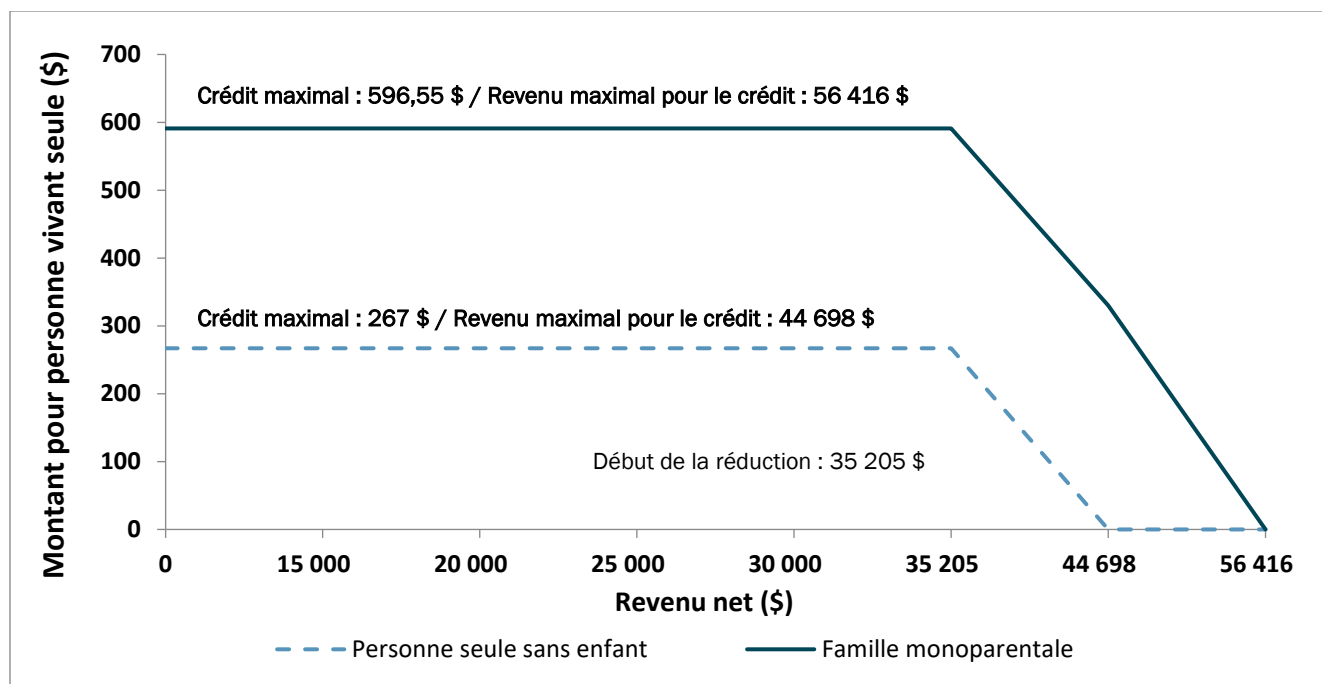 Montant pour personne vivant seule ($)
700
600
500
400
300
200
100
0
Crédit maximal : 596,55 $ / Revenu maximal pour le crédit : 56 416 $
Crédit maximal : 267 $ / Revenu maximal pour le crédit : 44 698 $
Début de la réduction : 35 205 $
0 15 000 20 000 25 000 30 000 35 205 44 698 56 416
Revenu net ($)
Personne seule sans enfant Famille monoparentale